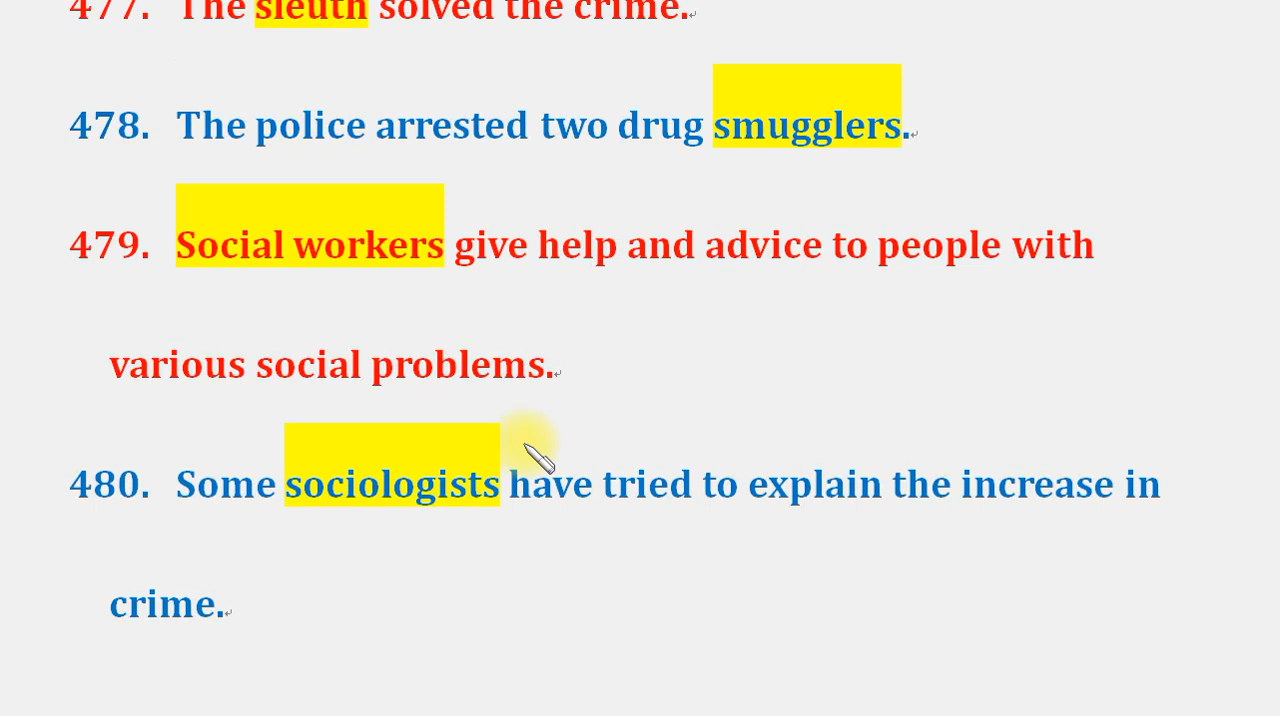 477. The sleuth solved the crime.
478. The police arrested two drug smugglers.
479. Social workers give help and advice to people with
various social problems.
480. Some sociologists have tried to explain the increase in
crime.